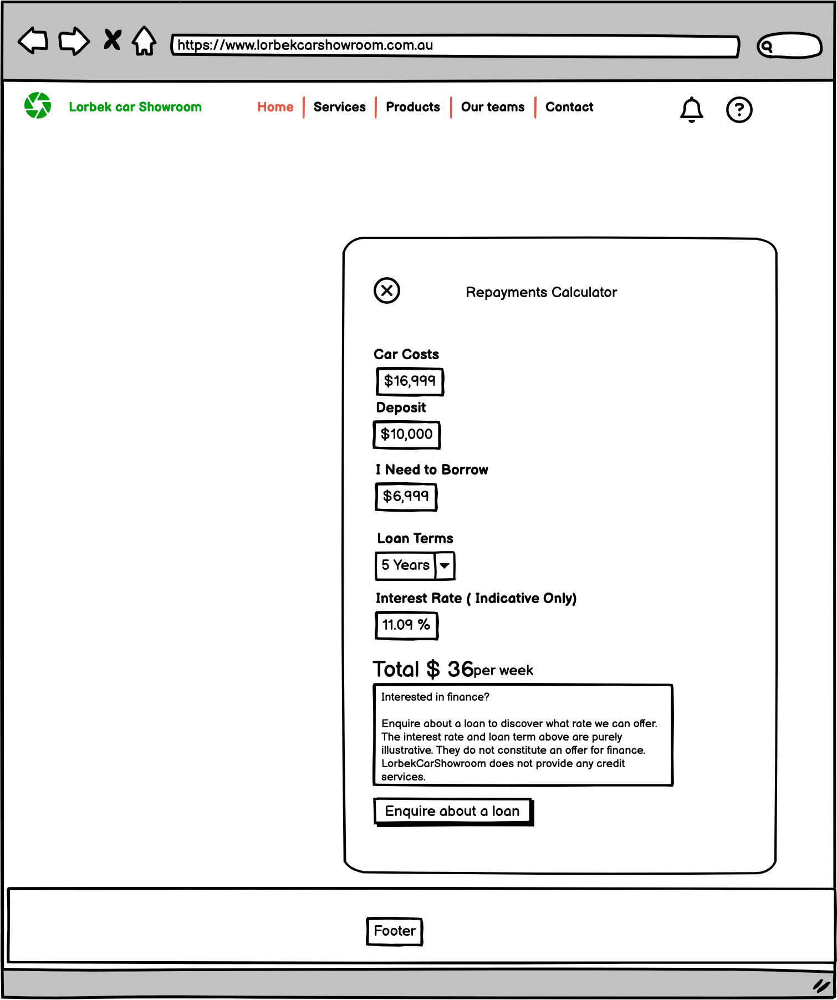 https://www.lorbekcarshowroom.com.au
Lorbek car Showroom Home Services Products Our teams Contact
Repayments Calculator
Car Costs
$16,999
Deposit
$10,000
I Need to Borrow
$6,999
Loan Terms
5 Years
Interest Rate ( Indicative Only)
11.09 %
Total $ 36per week
Interested in finance?
Enquire about a loan to discover what rate we can offer.
The interest rate and loan term above are purely
illustrative. They do not constitute an offer for finance.
LorbekCarShowroom does not provide any credit
services.
Enquire about a loan
Footer